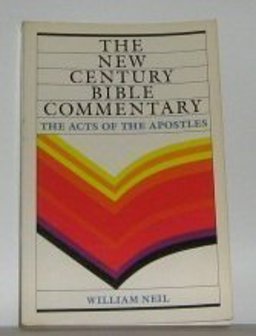 THE
NEW
CENTURY
BIBLE
COMMENTARY
THE ACTS OF THE APOSTLES
WILLIAM NEIL